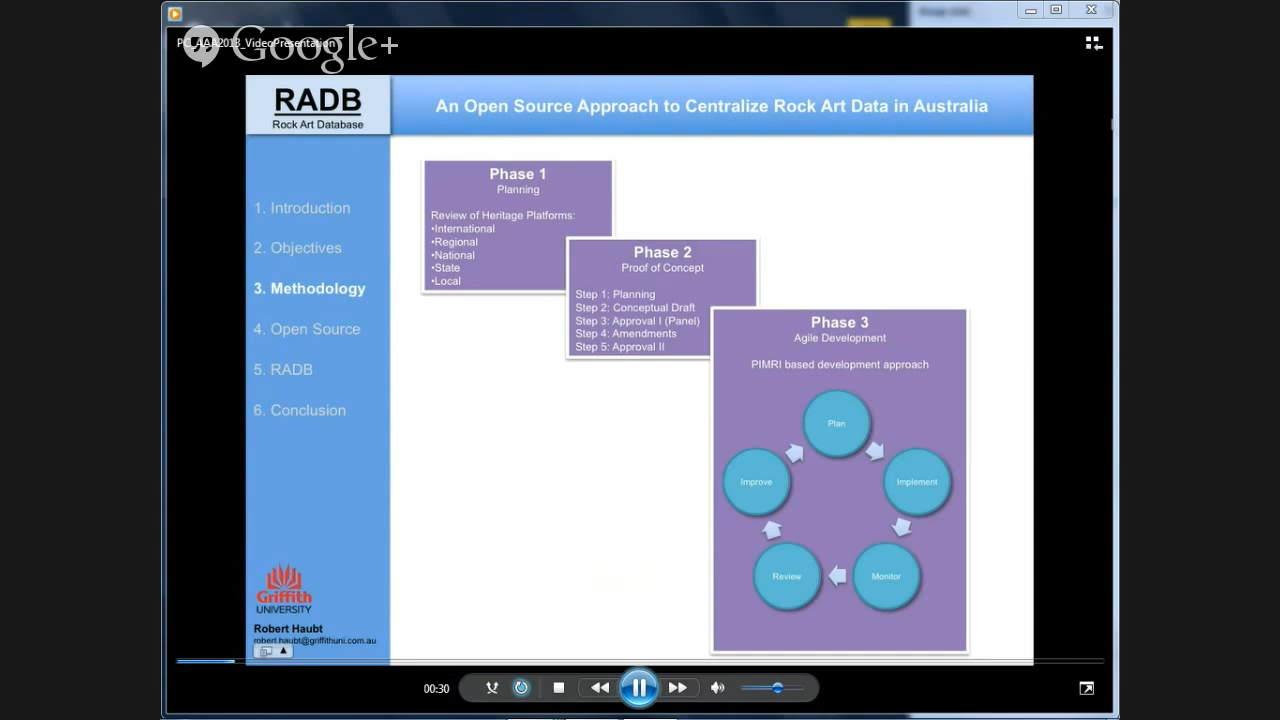 PC_AAA2013_VideoPresentation
Google+
RADB
Rock Art Database
An Open Source Approach to Centralize Rock Art Data in Australia
1. Introduction
2. Objectives
3. Methodology
4. Open Source
5. RADB
6. Conclusion
Phase 1
Planning
Review of Heritage Platforms:
•International
•Regional
•National
•State
•Local
Phase 2
Proof of Concept
Step 1: Planning
Step 2: Conceptual Draft
Step 3: Approval I (Panel)
Step 4: Amendments
Step 5: Approval II
Phase 3
Agile Development
PIMRI based development approach
Plan
Implement
Monitor
Review
Improve
Griffith
UNIVERSITY
Robert Haubt
robert.haubt@griffithuni.com.au
00:30